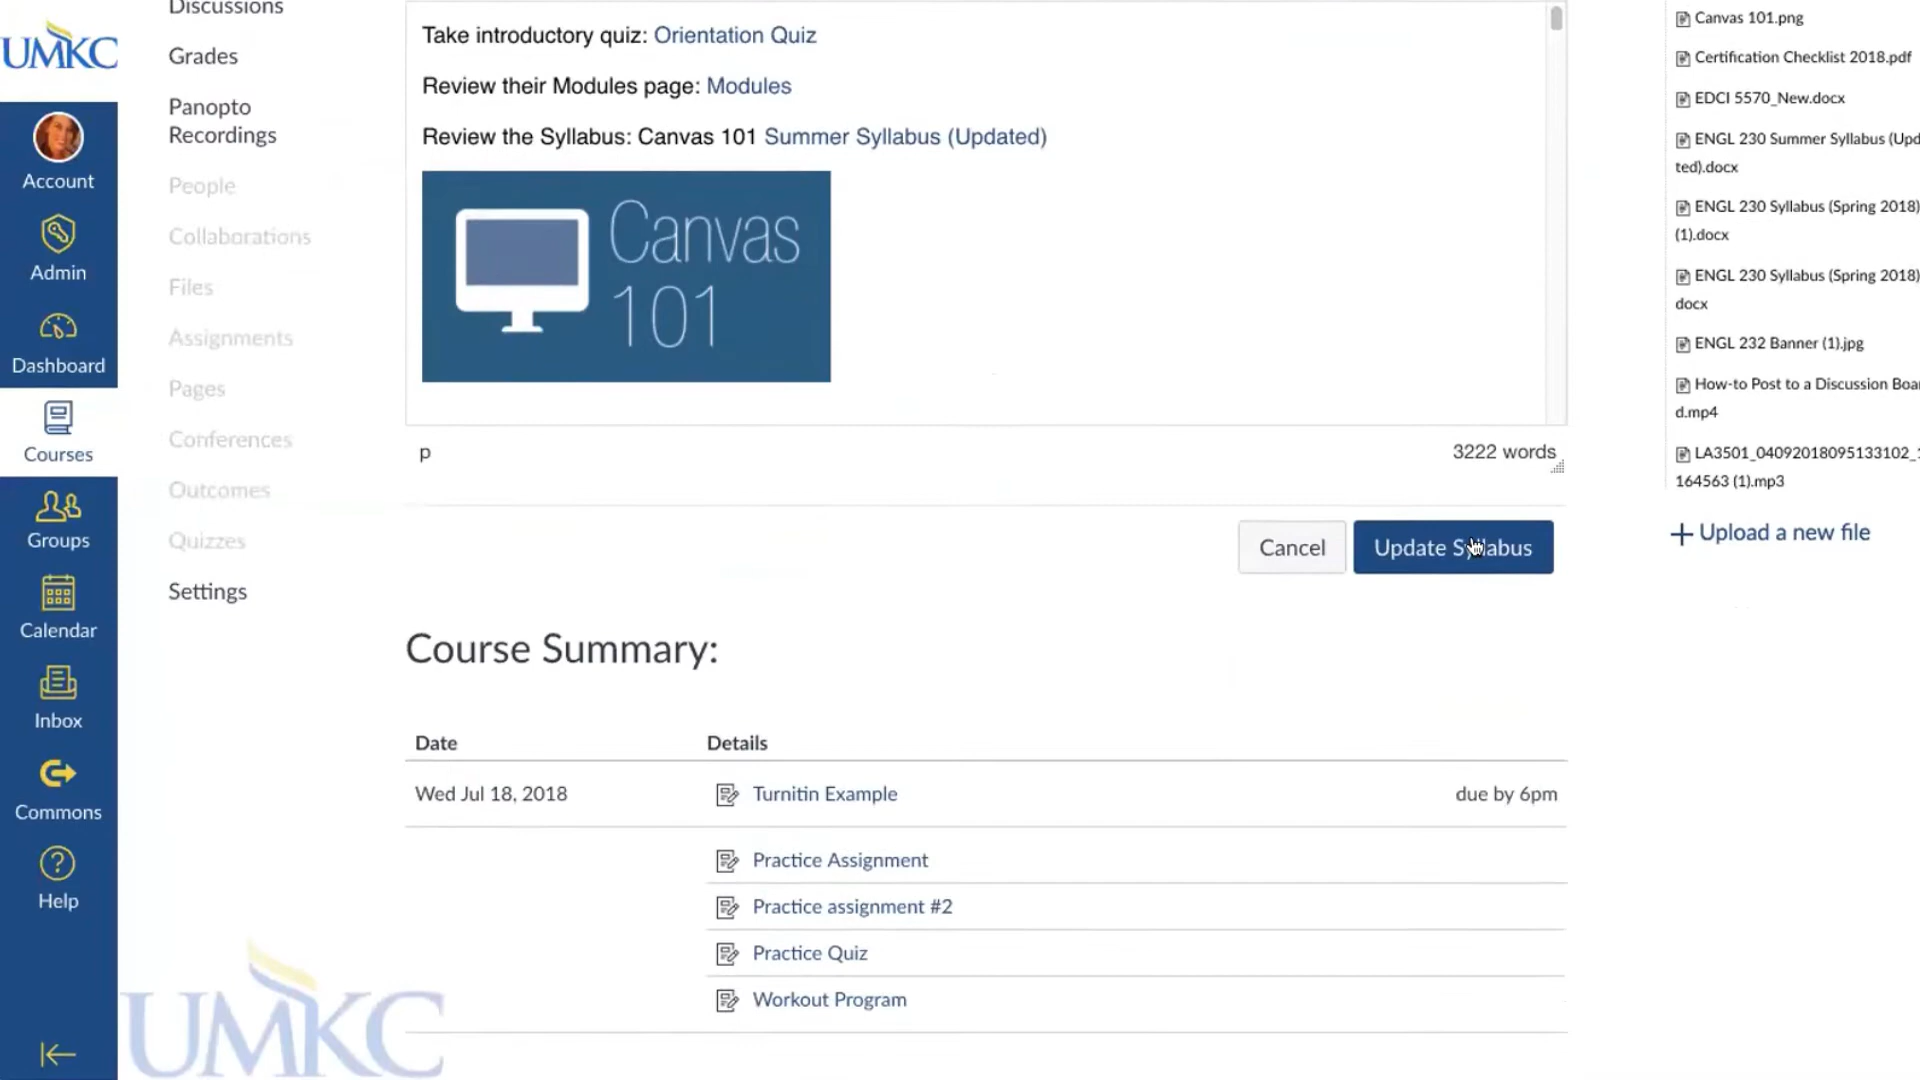 UMKC
Account
Admin
Dashboard
Courses
Groups
Calendar
Inbox
Commons
Help
Discussions
Grades
Panopto
Recordings
People
Collaborations
Files
Assignments
Pages
Conferences
Outcomes
Quizzes
Settings
UMKC
Take introductory quiz: Orientation Quiz
Review their Modules page: Modules
Review the Syllabus: Canvas 101 Summer Syllabus (Updated)
Canvas
101
p
3222 words
Cancel
Update Syllabus
Course Summary:
Date
Details
Wed Jul 18, 2018
Turnitin Example
due by 6pm
Practice Assignment
Practice assignment #2
Practice Quiz
Workout Program
Canvas 101.png
Certification Checklist 2018.pdf
EDCI 5570_New.docx
ENGL 230 Summer Syllabus (Upd
ted).docx
ENGL 230 Syllabus (Spring 2018)
(1).docx
ENGL 230 Syllabus (Spring 2018)
docx
ENGL 232 Banner (1).jpg
How-to Post to a Discussion Boa
d.mp4
LA3501_04092018095133102_
164563 (1).mp3
Upload a new file